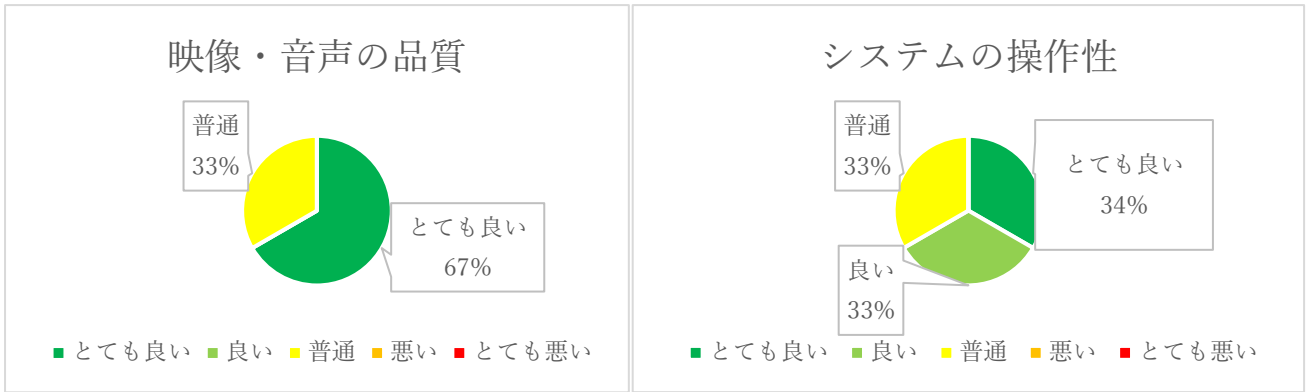 映像・音声の品質
普通
33%
とても良い
67%
とても良い 良い 普通 悪い とても悪い
システムの操作性
普通
33%
とても良い
34%
良い
33%
とても良い 良い 普通 悪い とても悪い